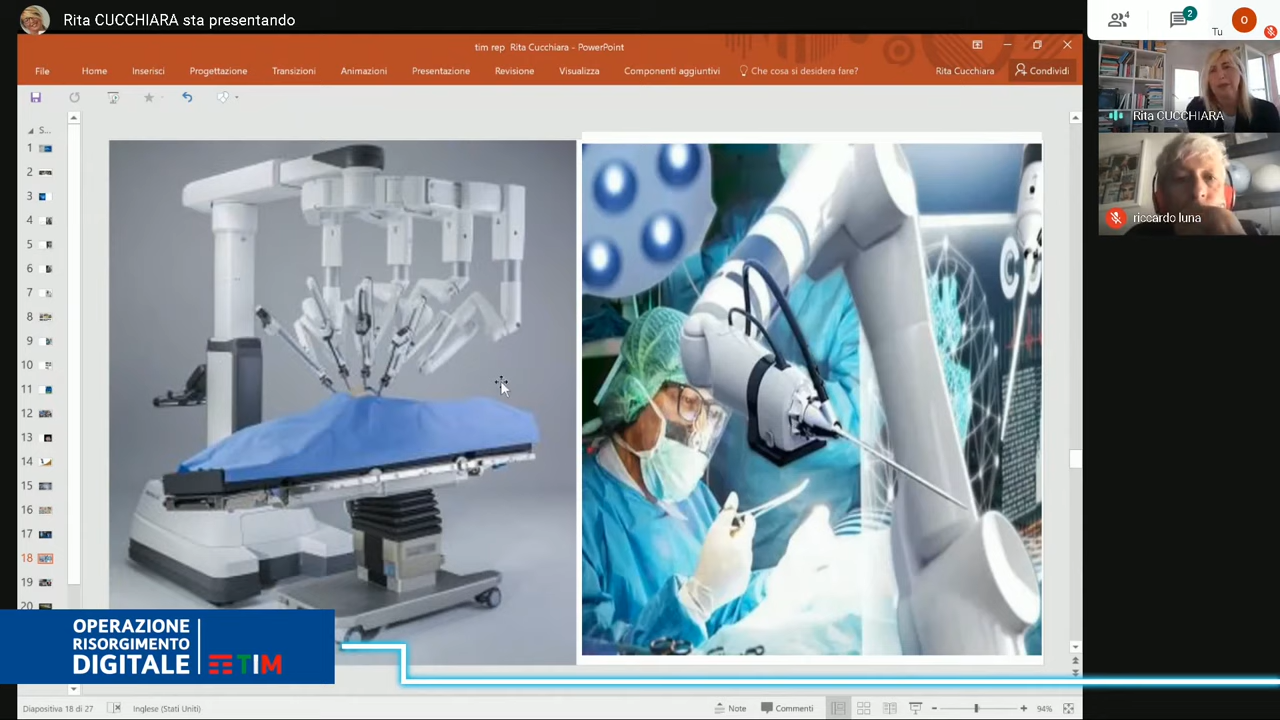 Rita CUCCHIARA sta presentando
4
2
Tu
O
tim rep Rita Cucchiara - PowerPoint
File Home Inserisci Progettazione Transizioni Animazioni Presentazione Revisione Visualizza Componenti aggiuntivi Che cosa si desidera fare? Rita Cucchiara Condividi
S...
1
2
3
4
5
6
7
8
9
10
11
12
13
14
15
16
17
18
19
20
Rita CUCCHIARA
riccardo luna
OPERAZIONE
RISORGIMENTO
DIGITALE TIM
Diapositiva 18 di 27 Inglese (Stati Uniti) Note Commenti 94%